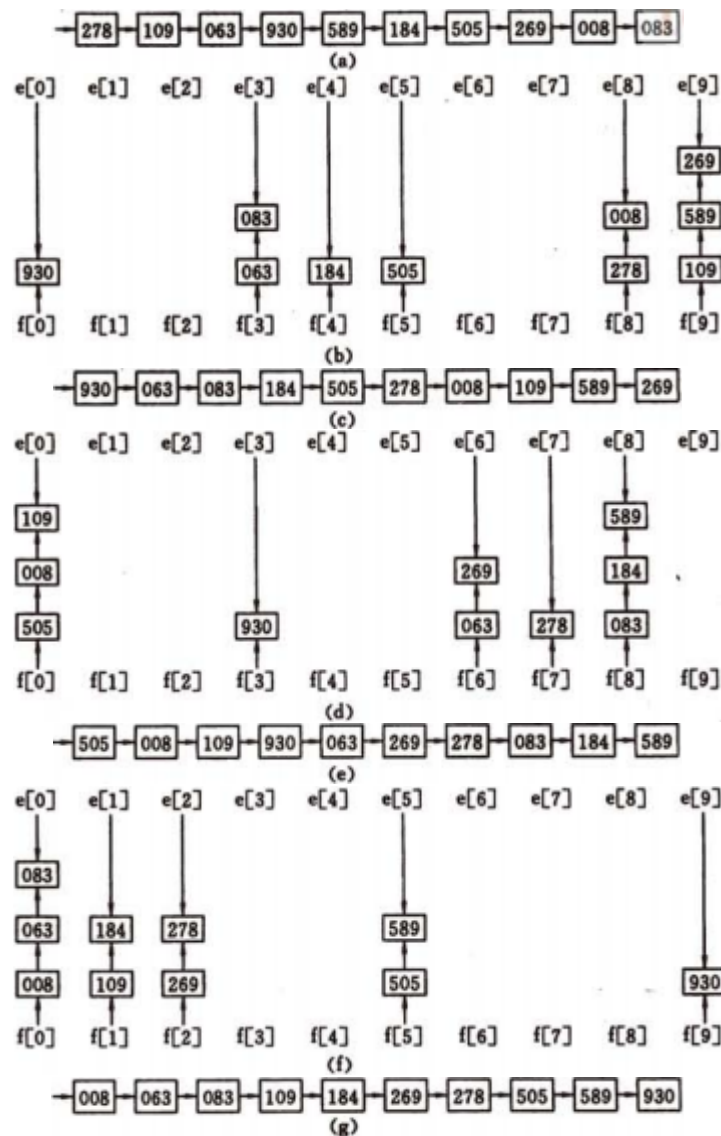 278 109 063 930 589 184 505 269 008 083
(a)
e[0] e[1] e[2] e[3] e[4] e[5] e[6] e[7] e[8] e[9]
269
083 008 589
930 063 184 505 278 109
f[0] f[1] f[2] f[3] f[4] f[5] f[6] f[7] f[8] f[9]
(b)
930 063 083 184 505 278 008 109 589 269
(c)
e[0] e[1] e[2] e[3] e[4] e[5] e[6] e[7] e[8] e[9]
109 589
008 269 184
505 930 063 278 083
f[0] f[1] f[2] f[3] f[4] f[5] f[6] f[7] f[8] f[9]
(d)
505 008 109 930 063 269 278 083 184 589
(e)
e[0] e[1] e[2] e[3] e[4] e[5] e[6] e[7] e[8] e[9]
083
063 184 278 589
008 109 269 505 930
f[0] f[1] f[2] f[3] f[4] f[5] f[6] f[7] f[8] f[9]
(f)
008 063 083 109 184 269 278 505 589 930
(g)